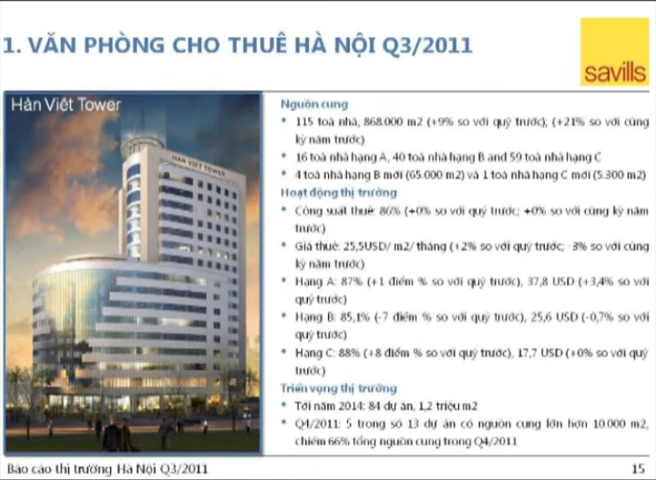 1. VĂN PHÒNG CHO THUÊ HÀ NỘI Q3/2011
savills
Hàn Việt Tower
HAN VIET TOWER
Nguồn cung
• 115 toà nhà, 868.000 m2 (+9% so với quý trước); (+21% so với cùng
kỳ năm trước)
• 16 toà nhà hạng A, 40 toà nhà hạng B and 59 toà nhà hạng C
• 4 toà nhà hạng B mới (65.000 m2) và 1 toà nhà hạng C mới (5.300 m2)
Hoạt động thị trường
• Công suất thuê: 86% (+0% so với quý trước; +0% so với cùng kỳ năm
trước)
• Giá thuê: 25,5USD/ m2/ tháng (+2% so với quý trước; -3% so với cùng
kỳ năm trước)
• Hạng A: 87% (+1 điểm % so với quý trước), 37,8 USD (+3,4% so với
quý trước)
• Hạng B: 85,1% (-7 điểm % so với quý trước), 25,6 USD (-0,7% so với
quý trước)
• Hạng C: 88% (+8 điểm % so với quý trước), 17,7 USD (+0% so với quý
trước)
Triển vọng thị trường
• Tới năm 2014: 84 dự án, 1,2 triệu m2
• Q4/2011: 5 trong số 13 dự án có nguồn cung lớn hơn 10.000 m2,
chiếm 66% tổng nguồn cung trong Q4/2011
Báo cáo thị trường Hà Nội Q3/2011
15